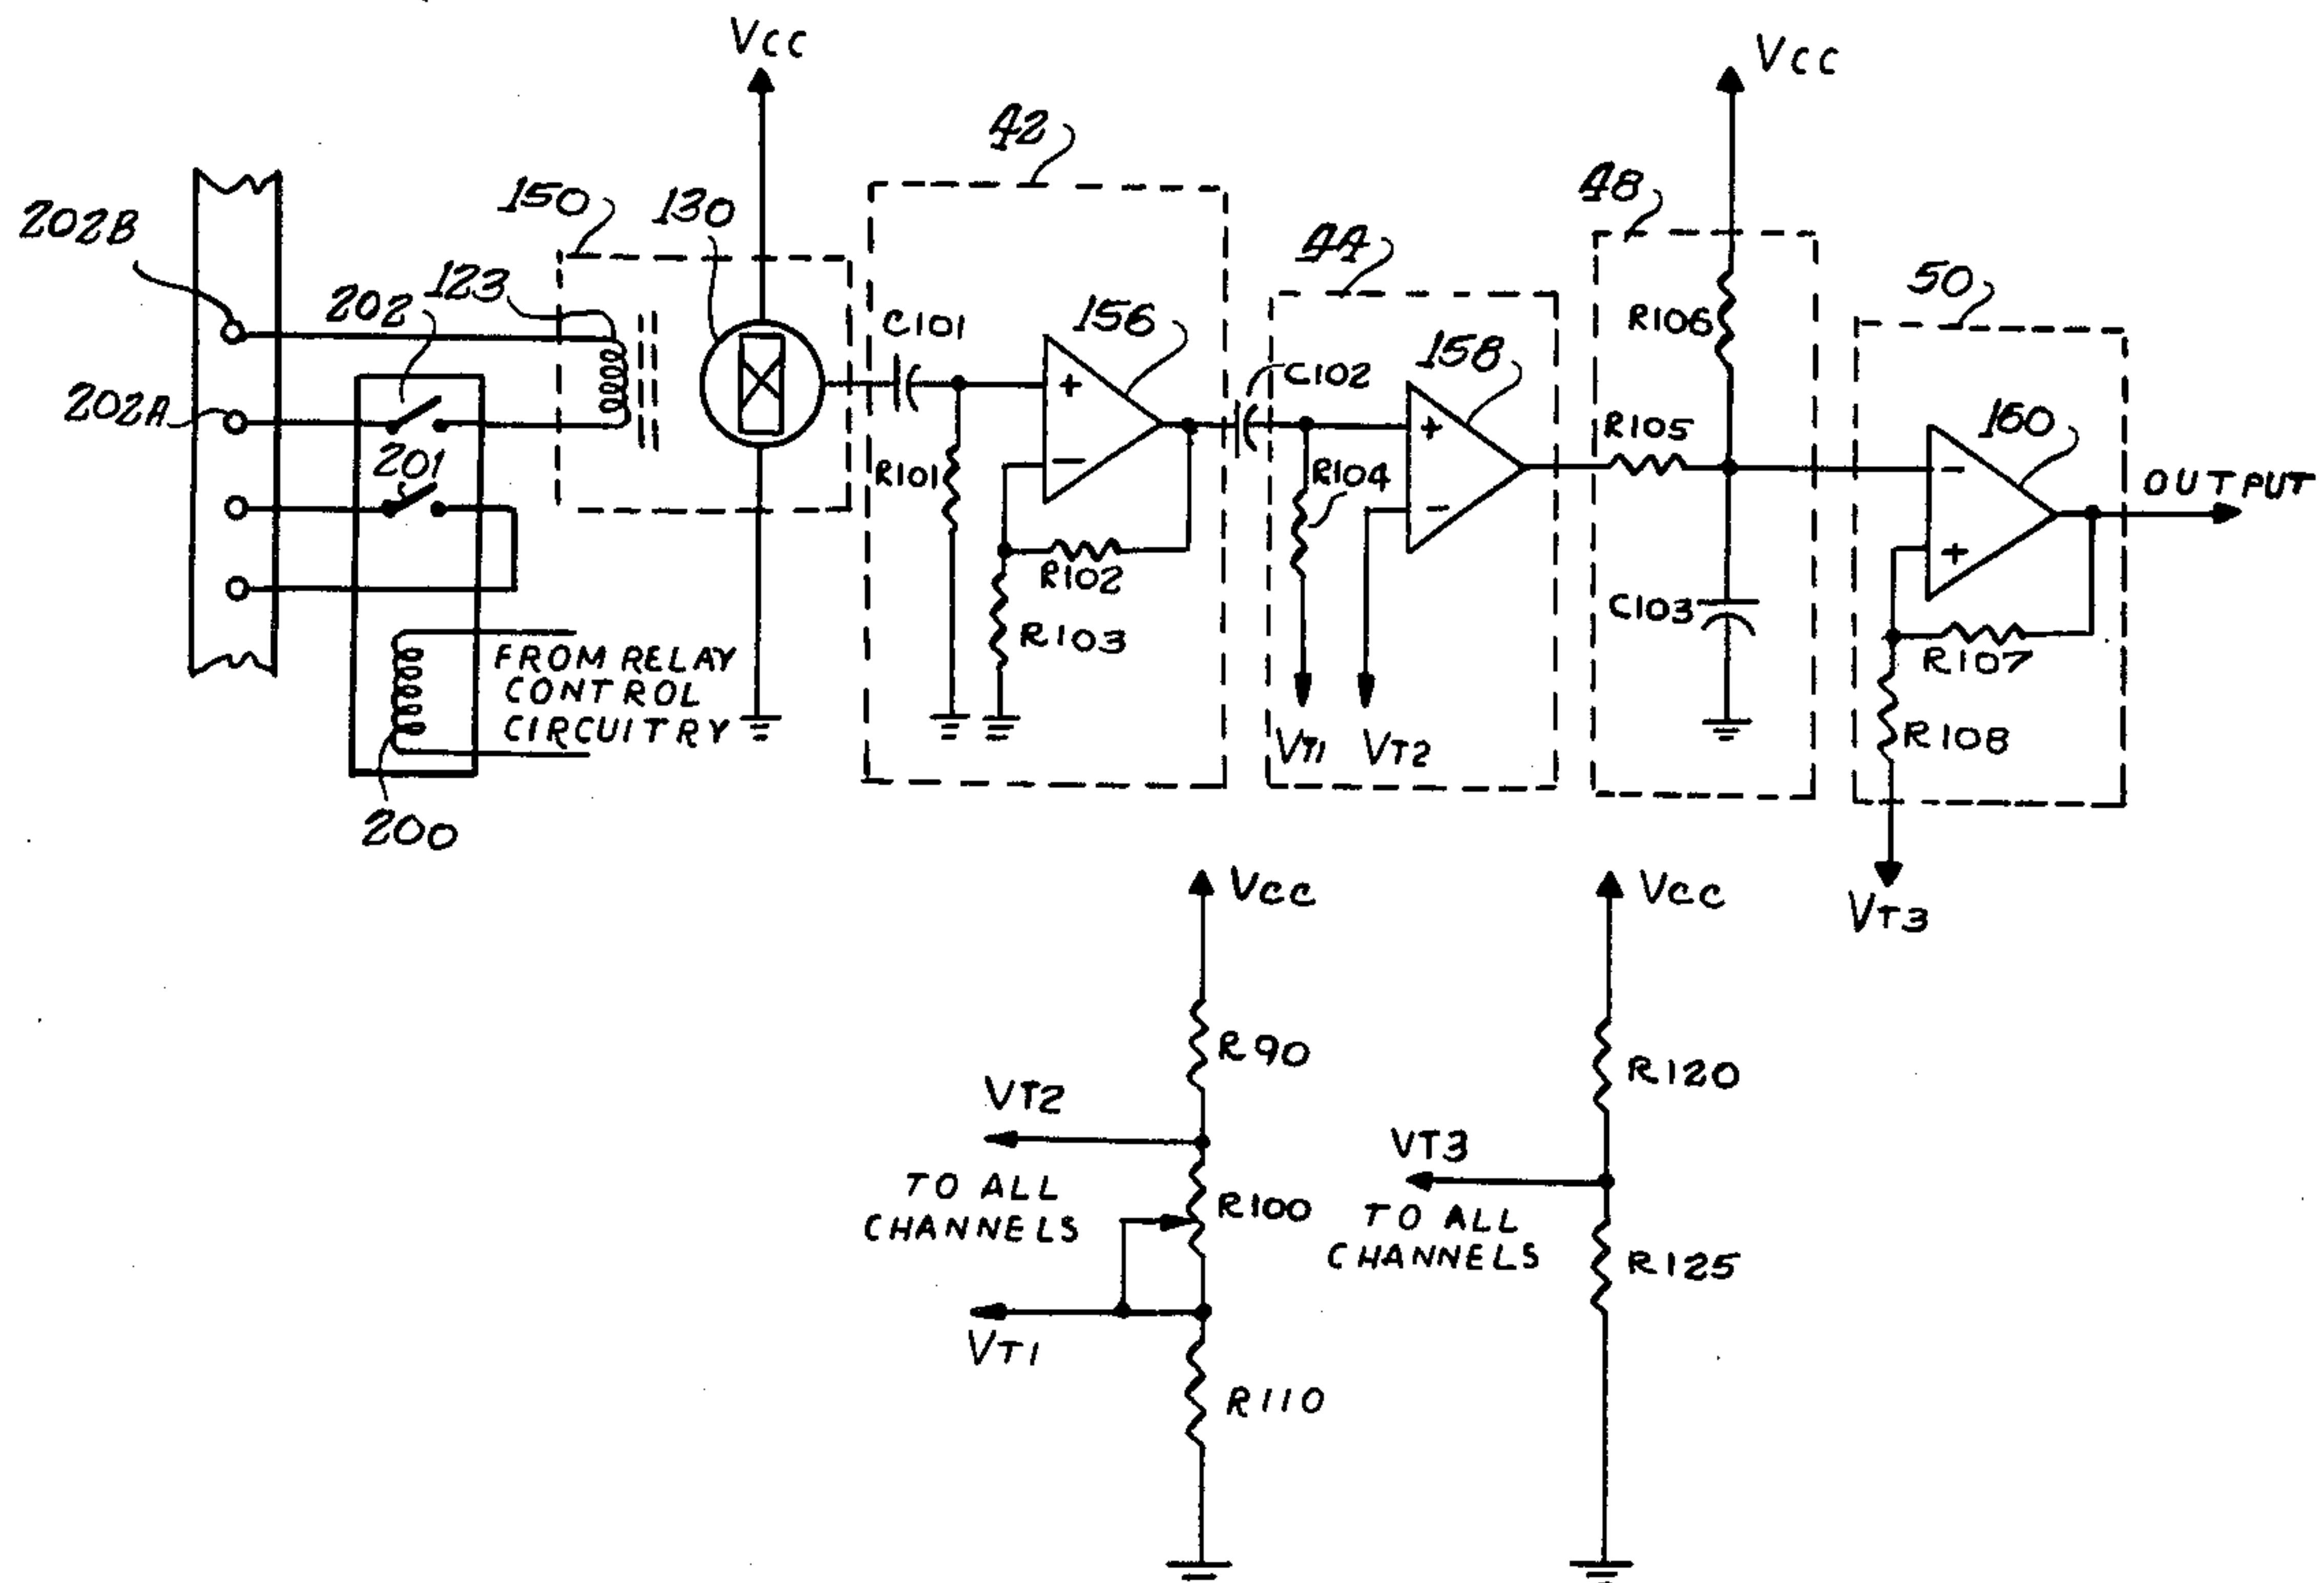 Vcc
Vcc
42
48
150
130
202B
44
50
123
202
C101
156
R106
C102
158
202A
R105
160
201
R101
R104
OUTPUT
R102
C103
R103
R107
FROM RELAY
CONTROL
CIRCUITRY
R108
VT1
VT2
200
Vcc
Vcc
VT3
R90
R120
VT2
VT3
TO ALL
CHANNELS
R100
TO ALL
CHANNELS
R125
VT1
R110